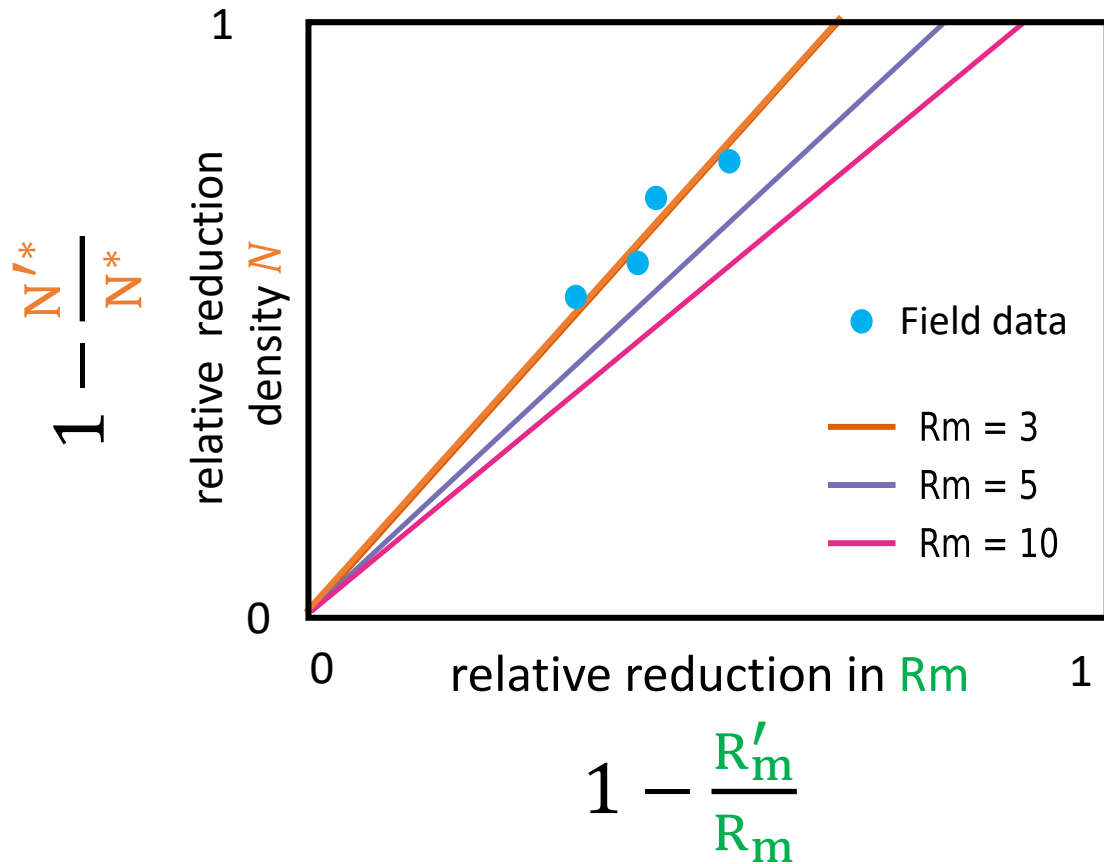 1
1 − N′* / N*
relative reduction
density N
0
0
1
relative reduction in Rm
1 − R′m / Rm
Field data
Rm = 3
Rm = 5
Rm = 10